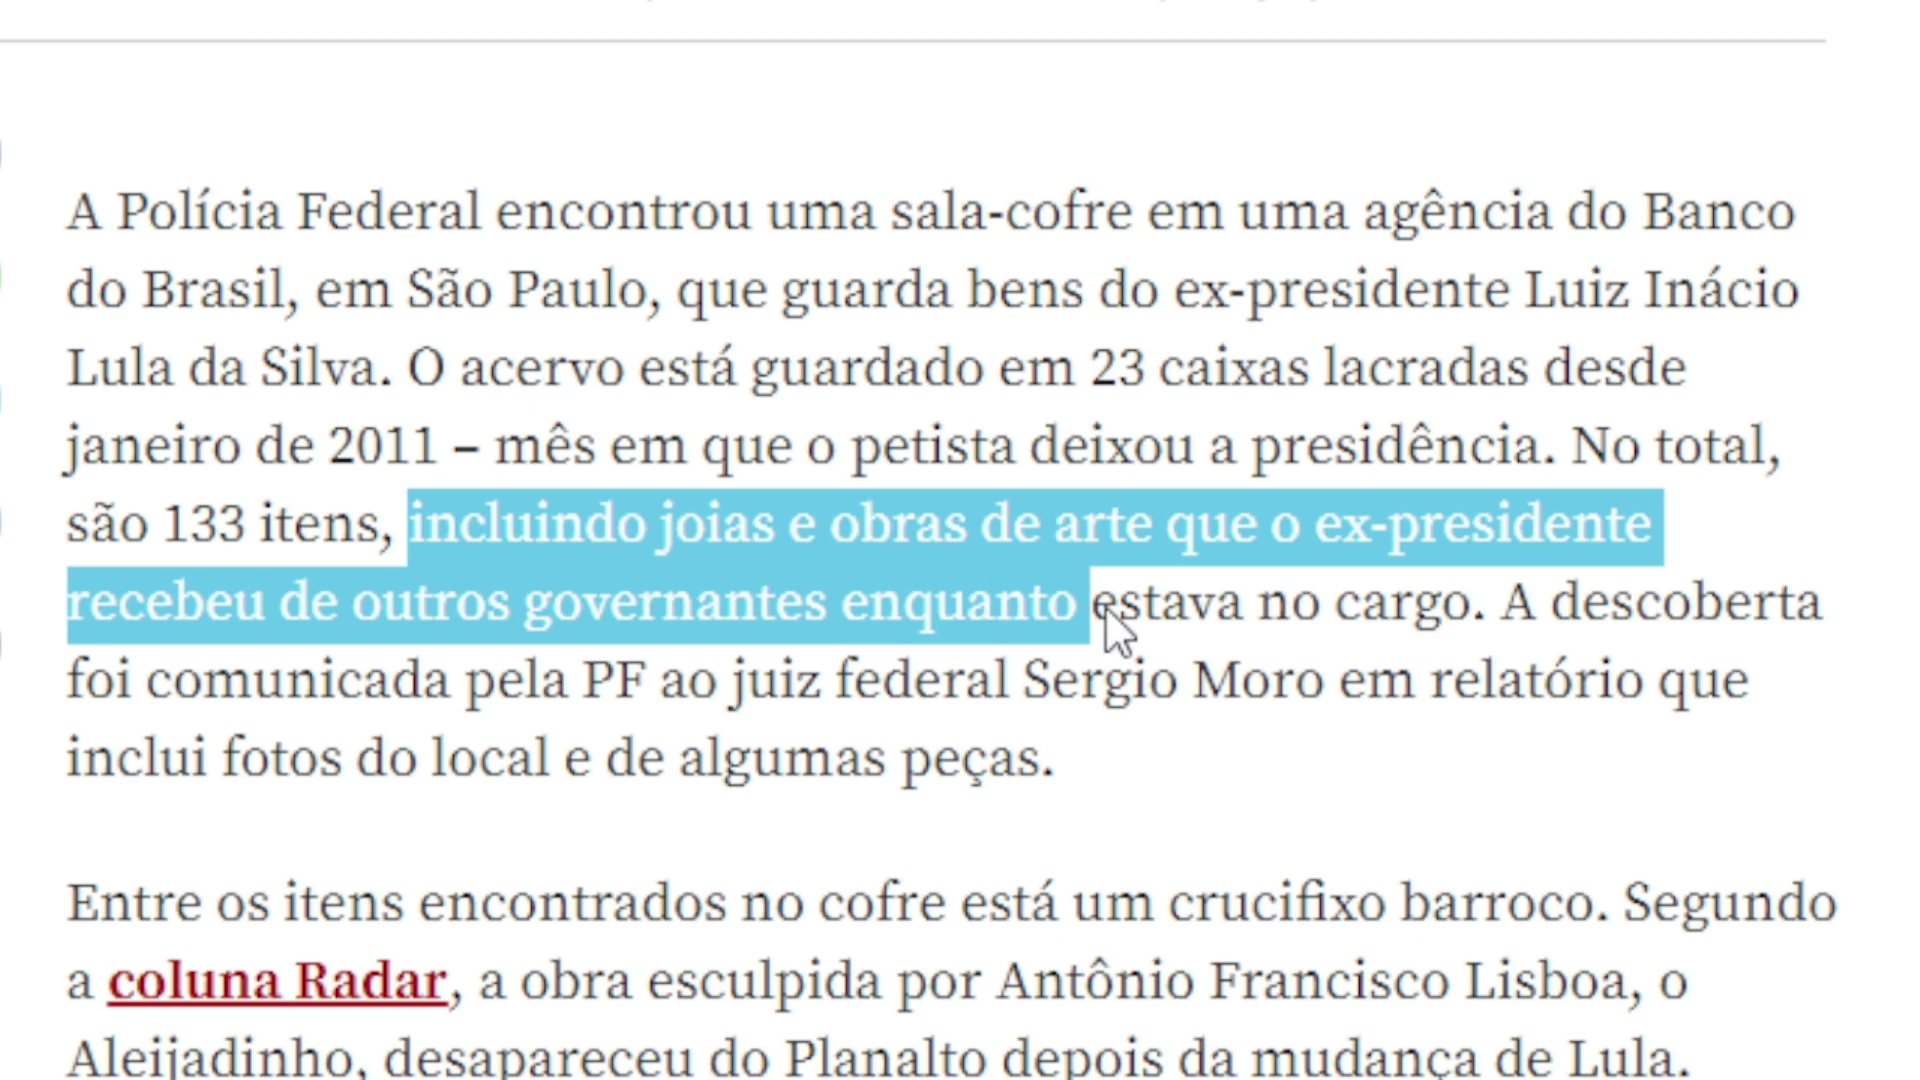 A Polícia Federal encontrou uma sala-cofre em uma agência do Banco
do Brasil, em São Paulo, que guarda bens do ex-presidente Luiz Inácio
Lula da Silva. O acervo está guardado em 23 caixas lacradas desde
janeiro de 2011 – mês em que o petista deixou a presidência. No total,
são 133 itens, incluindo joias e obras de arte que o ex-presidente
recebeu de outros governantes enquanto estava no cargo. A descoberta
foi comunicada pela PF ao juiz federal Sergio Moro em relatório que
inclui fotos do local e de algumas peças.
Entre os itens encontrados no cofre está um crucifixo barroco. Segundo
a coluna Radar, a obra esculpida por Antônio Francisco Lisboa, o
Aleijadinho, desapareceu do Planalto depois da mudança de Lula.